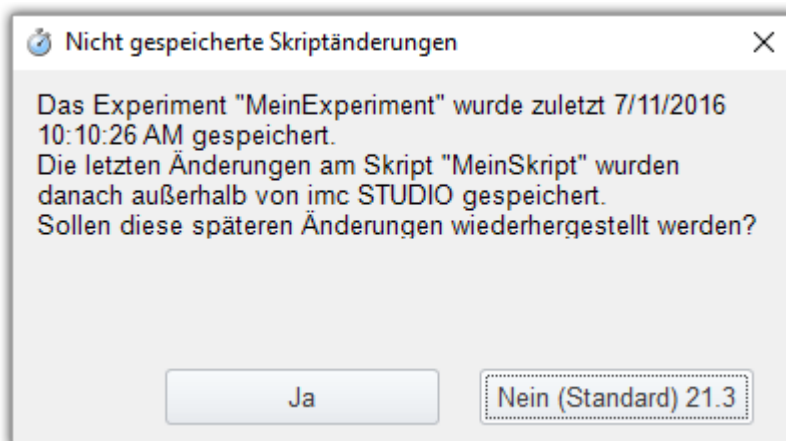 Nicht gespeicherte Skriptänderungen
Das Experiment "MeinExperiment" wurde zuletzt 7/11/2016
10:10:26 AM gespeichert.
Die letzten Änderungen am Skript "MeinSkript" wurden
danach außerhalb von imc STUDIO gespeichert.
Sollen diese späteren Änderungen wiederhergestellt werden?
Ja
Nein (Standard) 21.3